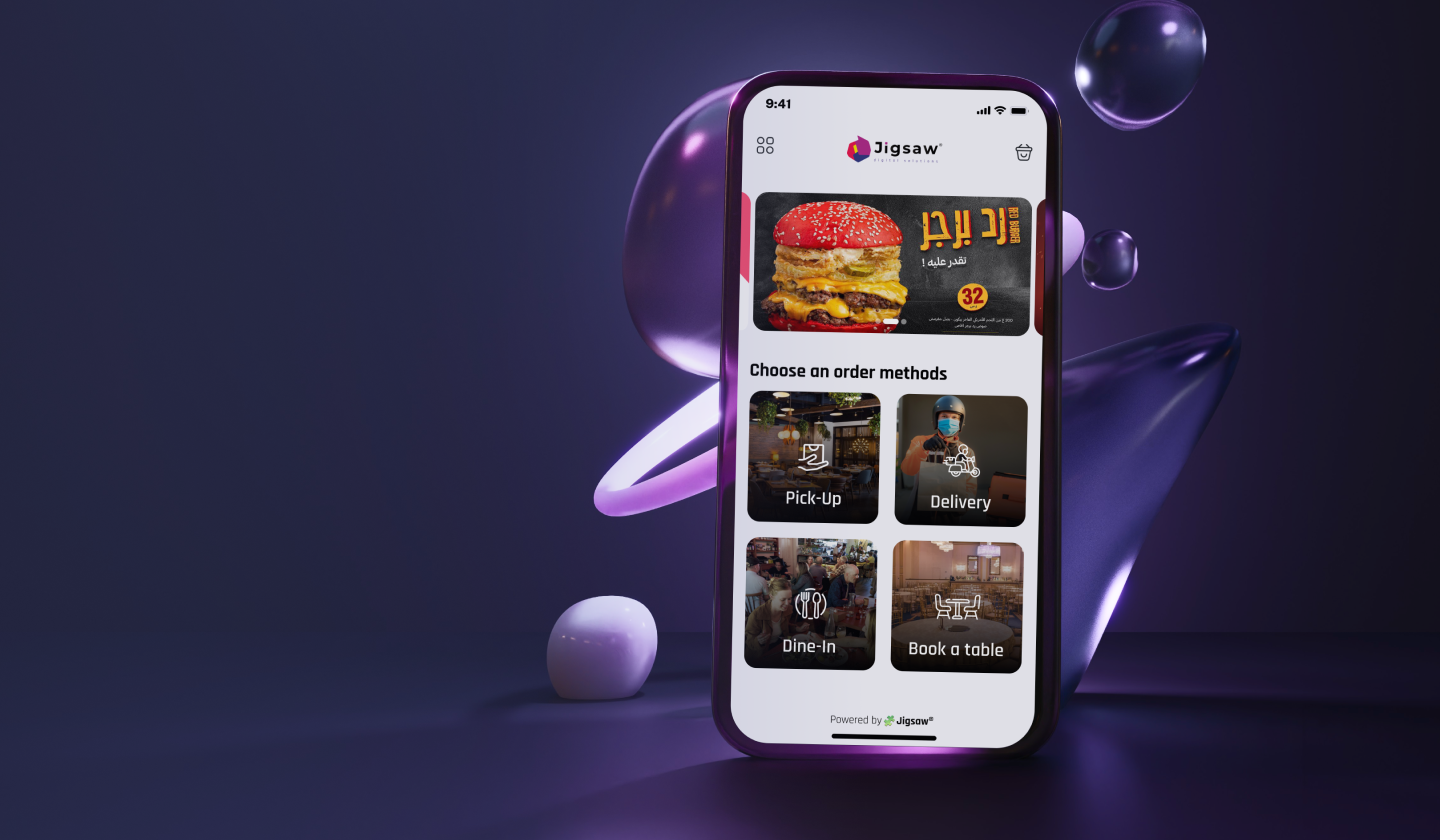 9:41
Jigsaw®
digital solutions
رد برجر
RED BURGER
تقدر عليه !
32
Choose an order methods
Pick-Up
Delivery
Dine-In
Book a table
Powered by Jigsaw®